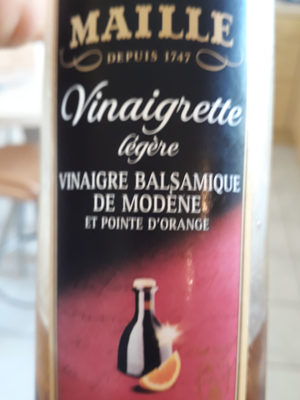 MAILLE
DEPUIS 1747
Vinaigrette
légère
VINAIGRE BALSAMIQUE
DE MODÈNE
ET POINTE D'ORANGE